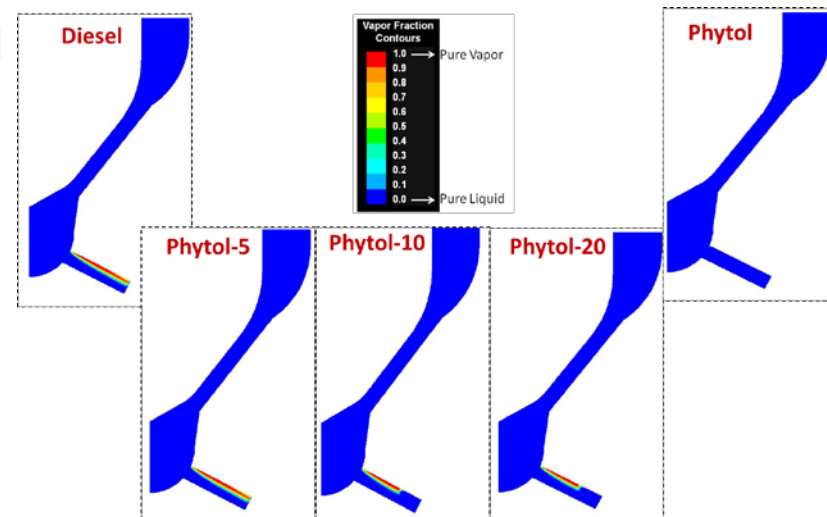 Diesel
Vapor Fraction
Contours
1.0 Pure Vapor
0.9
0.8
0.7
0.6
0.5
0.4
0.3
0.2
0.1
0.0 Pure Liquid
Phytol
Phytol-5
Phytol-10
Phytol-20